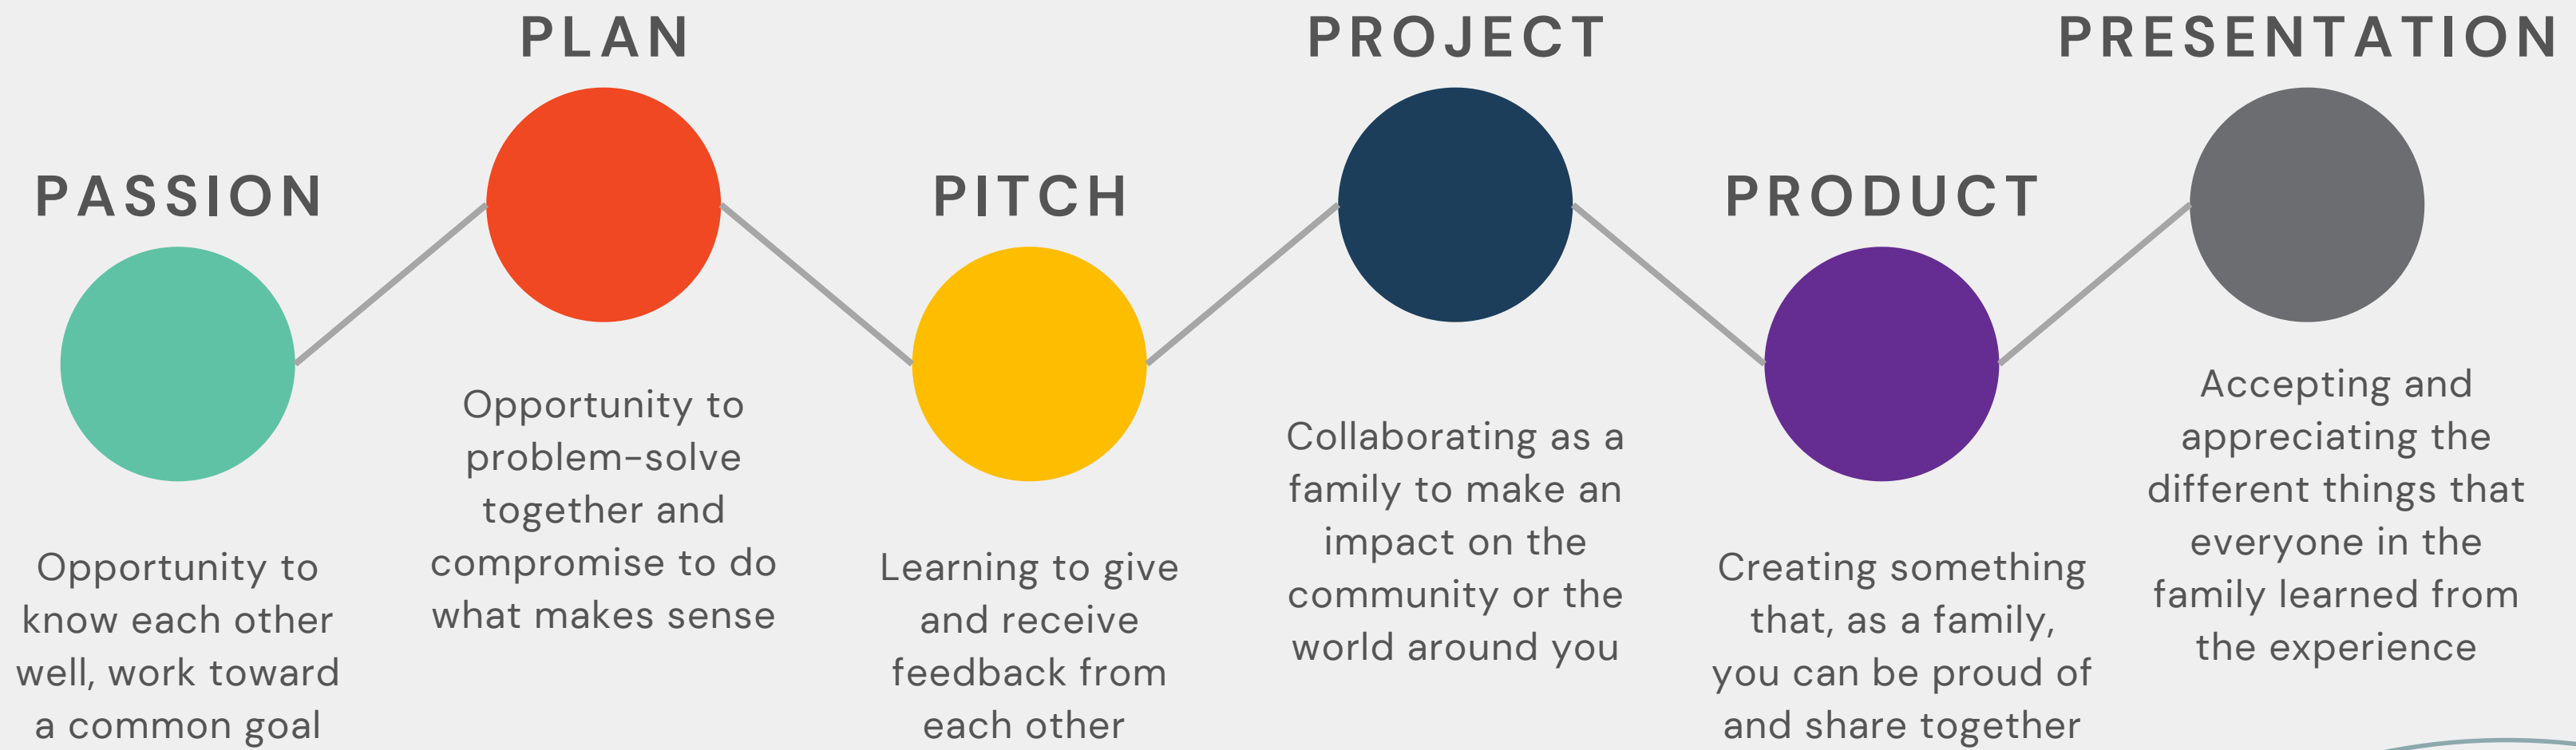 PASSION
Opportunity to
know each other
well, work toward
a common goal
PLAN
Opportunity to
problem-solve
together and
compromise to do
what makes sense
PITCH
Learning to give
and receive
feedback from
each other
PROJECT
Collaborating as a
family to make an
impact on the
community or the
world around you
PRODUCT
Creating something
that, as a family,
you can be proud of
and share together
PRESENTATION
Accepting and
appreciating the
different things that
everyone in the
family learned from
the experience